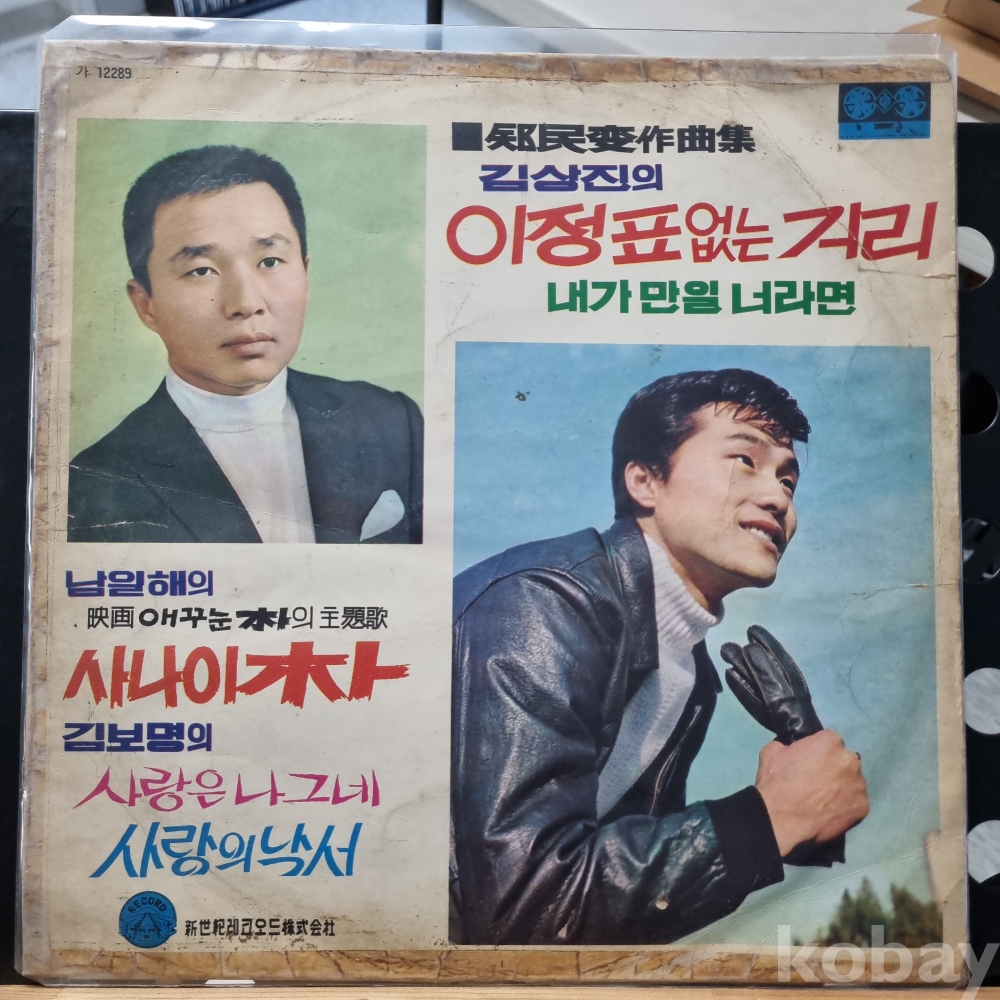 가 12289
■郑民変作曲集
김상진의
이정표 없는 거리
내가 만일 너라면
남일해의
映画 애꾸눈朴의 主題歌
사나이朴
김보명의
사랑은 나그네
사랑의 낙서
RECORD
新世紀레코오드株式会社
kobay